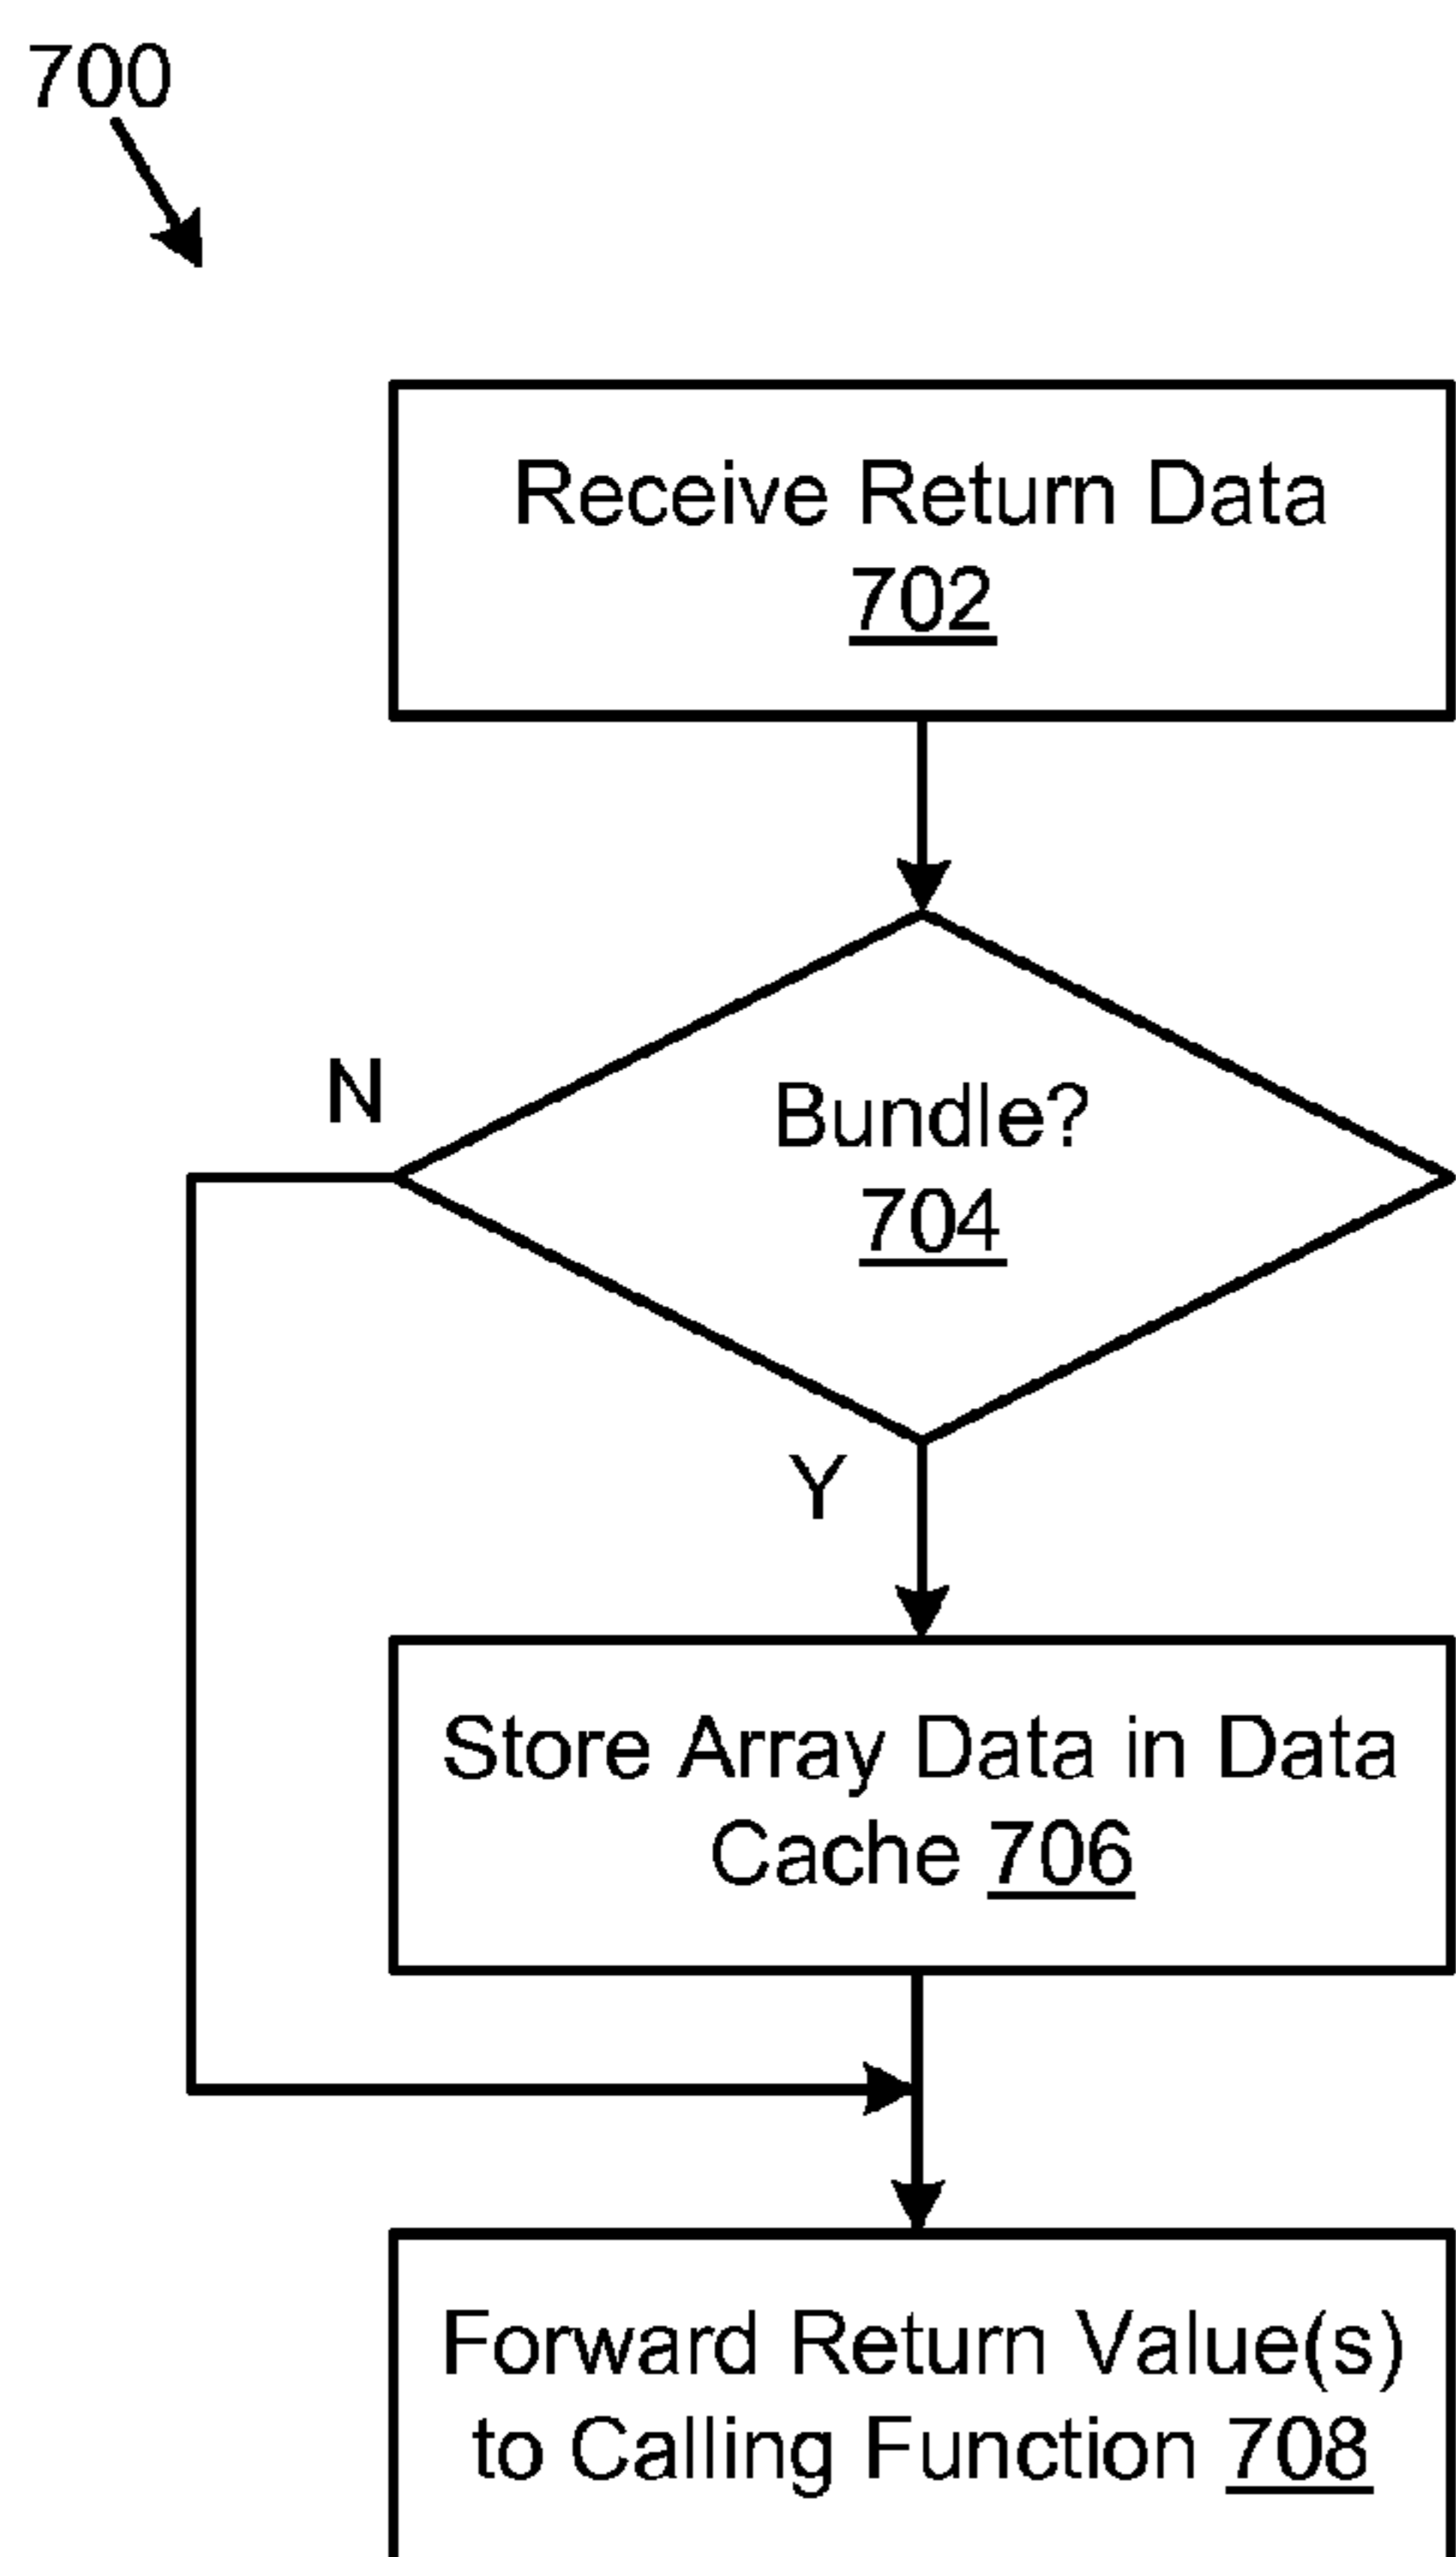 700
Receive Return Data
702
N
Bundle?
704
Y
Store Array Data in Data
Cache 706
Forward Return Value(s)
to Calling Function 708